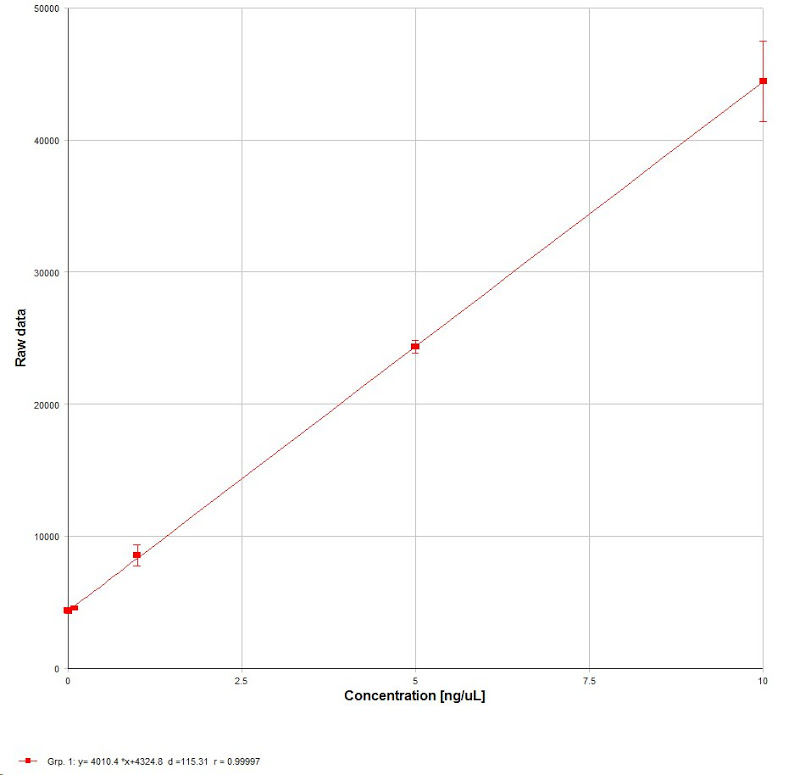 50000
40000
30000
20000
10000
0
Raw data
0 2.5 5 7.5 10
Concentration [ng/uL]
Grp. 1: y= 4010.4 *x+4324.8 d =115.31 r = 0.99997